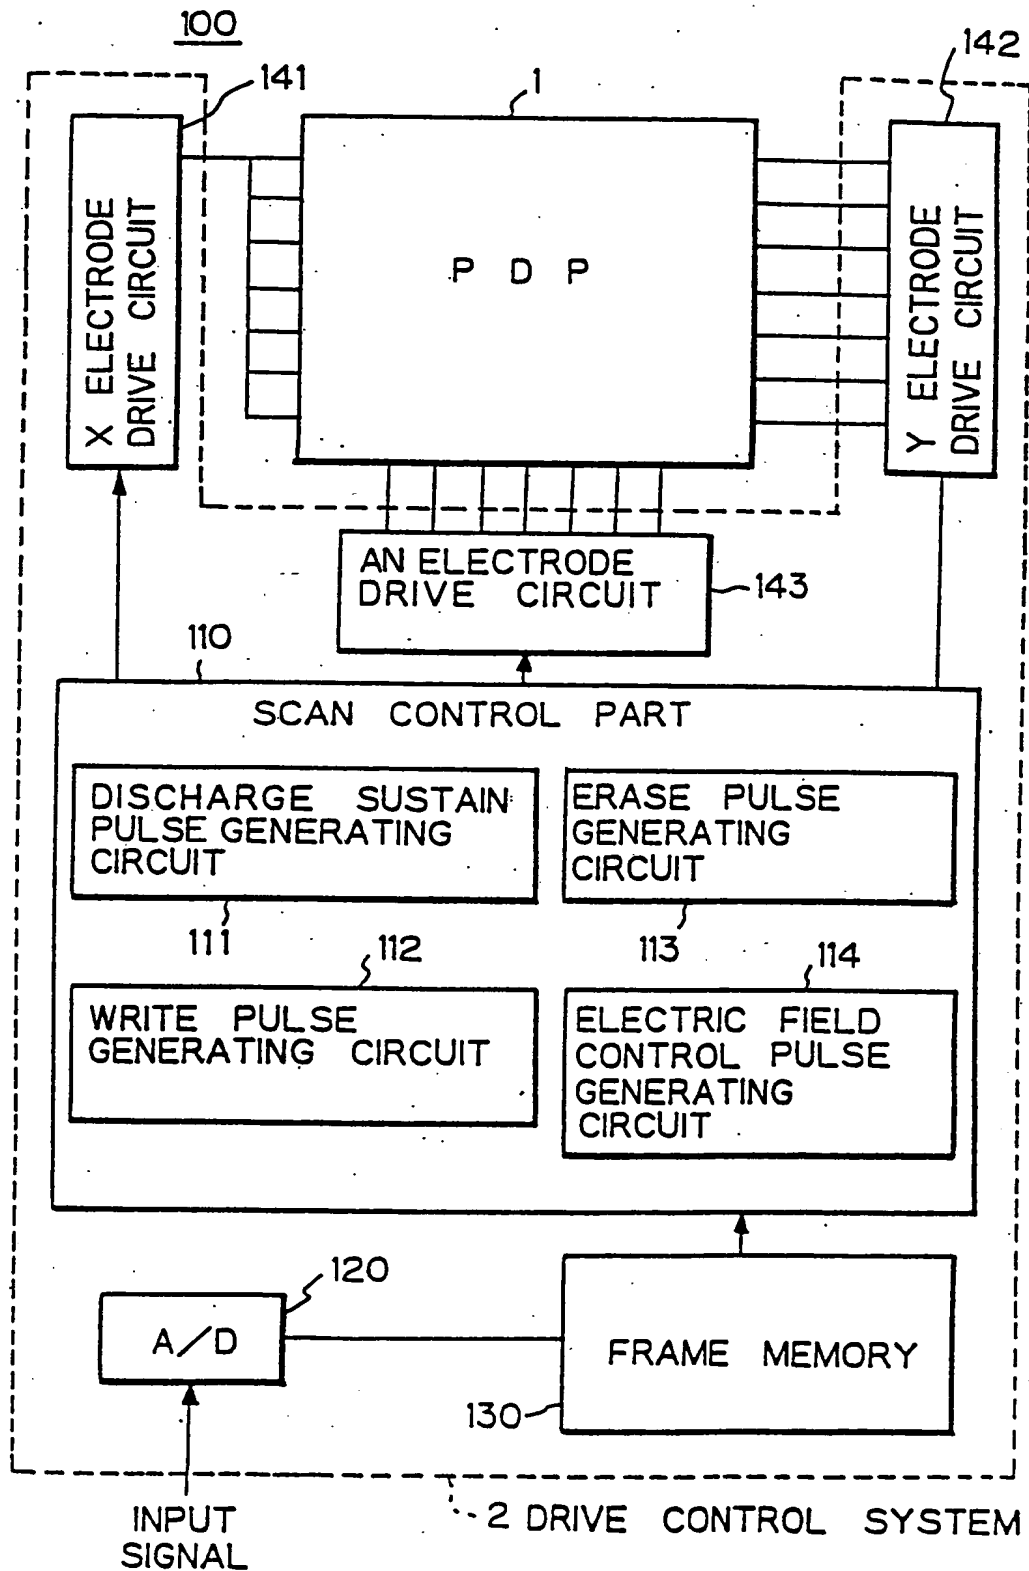 100
141
1
142
X ELECTRODE
DRIVE CIRCUIT
P D P
Y ELECTRODE
DRIVE CIRCUIT
AN ELECTRODE
DRIVE CIRCUIT
143
110
SCAN CONTROL PART
DISCHARGE SUSTAIN
PULSE GENERATING
CIRCUIT
111
ERASE PULSE
GENERATING
CIRCUIT
113
112
WRITE PULSE
GENERATING CIRCUIT
114
ELECTRIC FIELD
CONTROL PULSE
GENERATING
CIRCUIT
120
A/D
FRAME MEMORY
130
INPUT
SIGNAL
2 DRIVE CONTROL SYSTEM